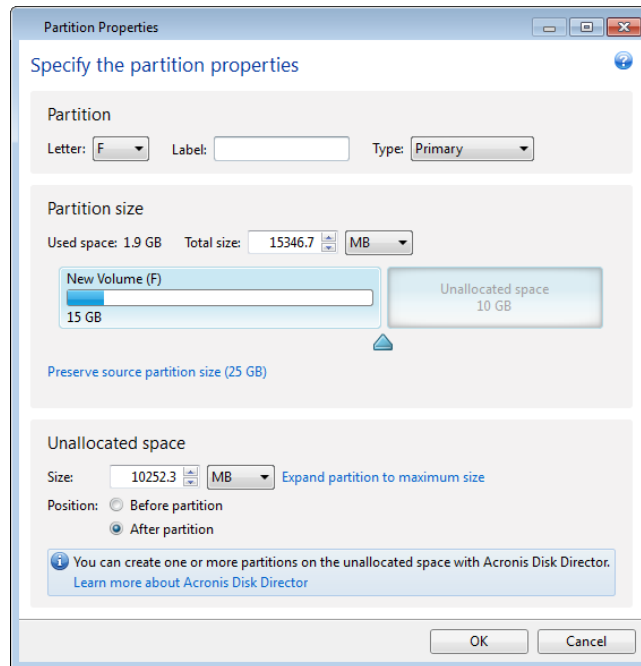 Partition Properties
Specify the partition properties
Partition
Letter: F Label: Type: Primary
Partition size
Used space: 1.9 GB Total size: 15346.7 MB
New Volume (F)
15 GB
Unallocated space
10 GB
Preserve source partition size (25 GB)
Unallocated space
Size: 10252.3 MB Expand partition to maximum size
Position: Before partition
After partition
You can create one or more partitions on the unallocated space with Acronis Disk Director.
Learn more about Acronis Disk Director
OK Cancel